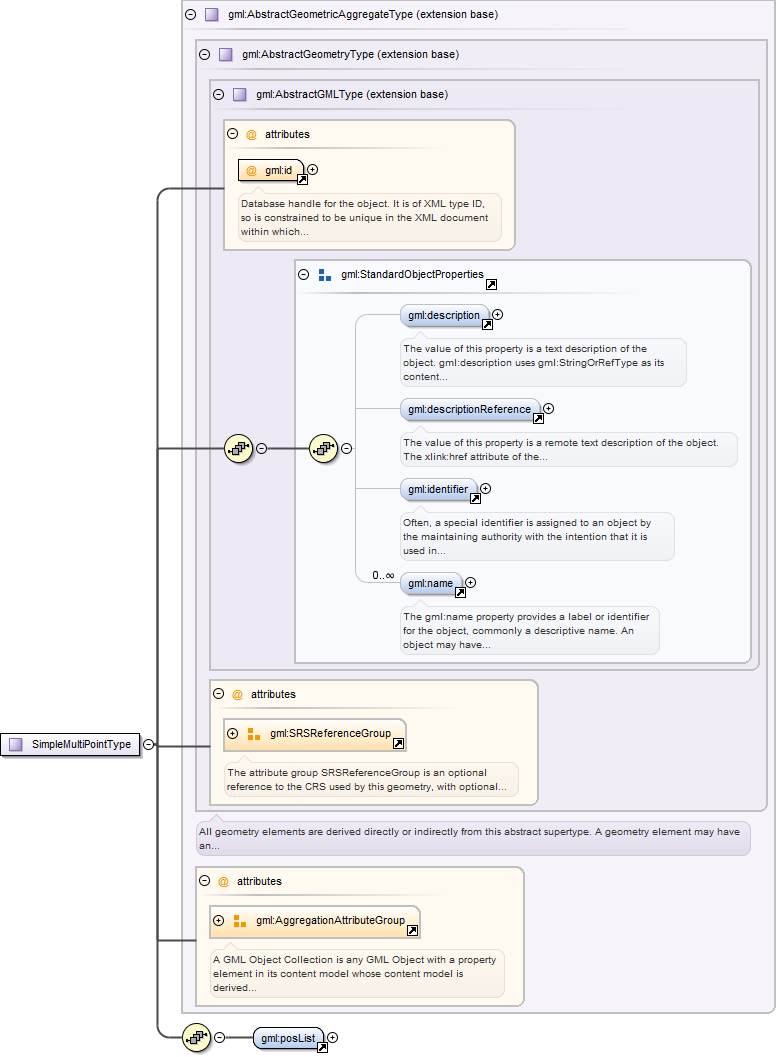 gml:AbstractGeometricAggregateType (extension base)
gml:AbstractGeometryType (extension base)
gml:AbstractGMLType (extension base)
@ attributes
@ gml:id
Database handle for the object. It is of XML type ID,
so is constrained to be unique in the XML document
within which...
gml:StandardObjectProperties
gml:description
The value of this property is a text description of the
object. gml:description uses gml:StringOrRefType as its
content...
gml:descriptionReference
The value of this property is a remote text description of the object.
The xlink:href attribute of the...
gml:identifier
Often, a special identifier is assigned to an object by
the maintaining authority with the intention that it is
used in...
0..∞
gml:name
The gml:name property provides a label or identifier
for the object, commonly a descriptive name. An
object may have...
@ attributes
gml:SRSReferenceGroup
SimpleMultiPointType
The attribute group SRSReferenceGroup is an optional
reference to the CRS used by this geometry, with optional...
All geometry elements are derived directly or indirectly from this abstract supertype. A geometry element may have
an...
@ attributes
gml:AggregationAttributeGroup
A GML Object Collection is any GML Object with a property
element in its content model whose content model is
derived...
gml:posList